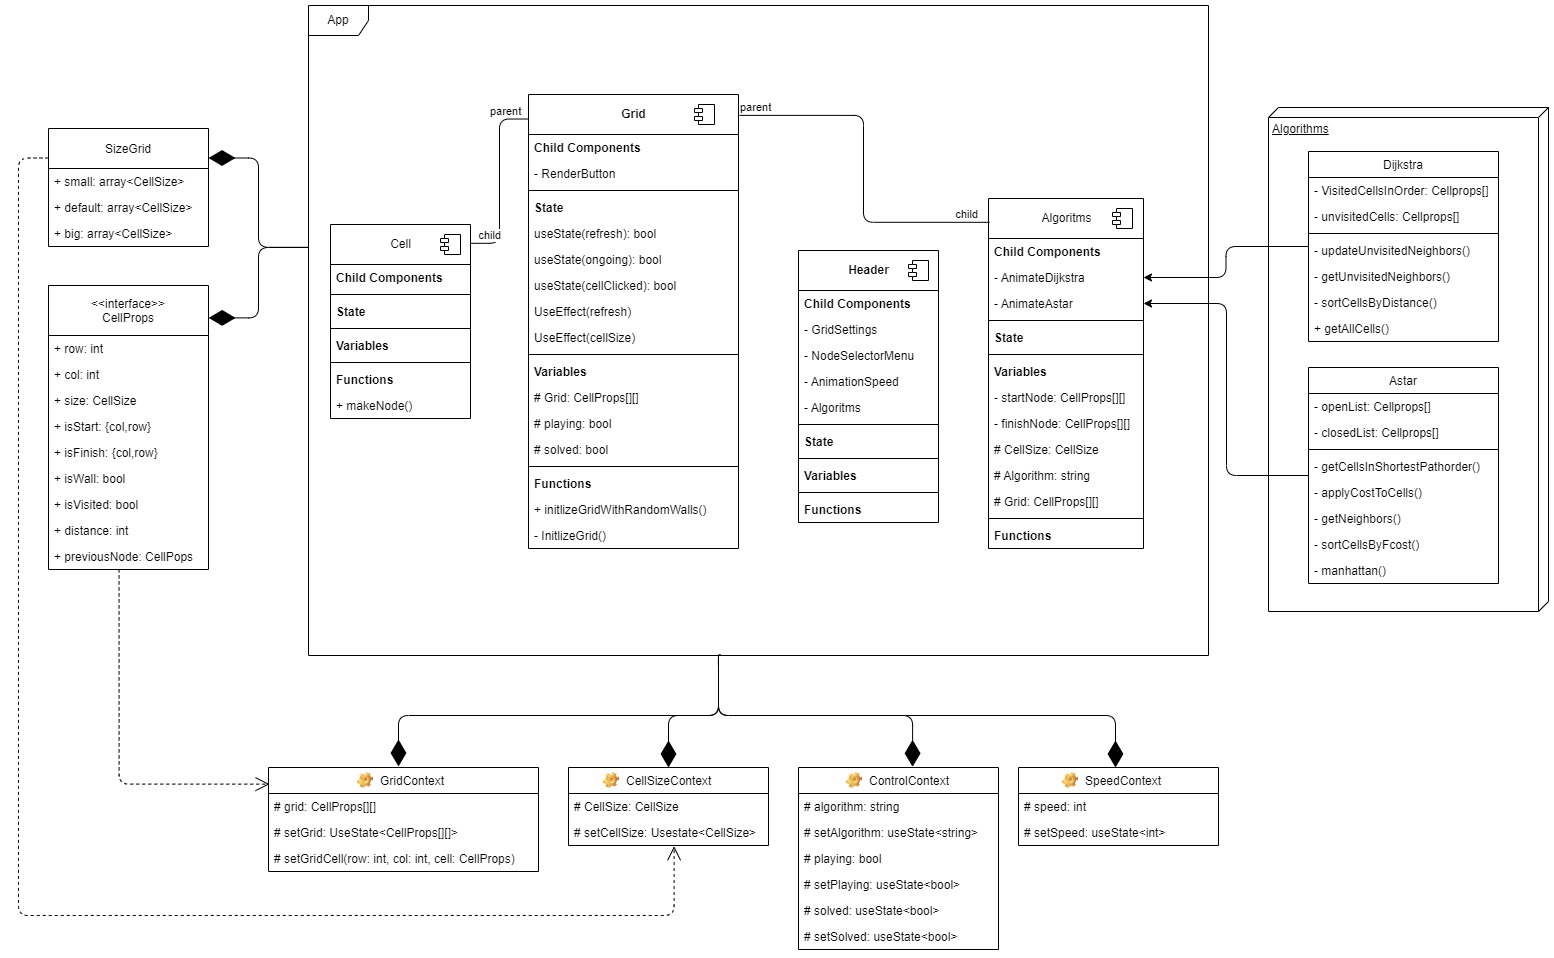 App
SizeGrid
+ small: array<CellSize>
+ default: array<CellSize>
+ big: array<CellSize>
<<interface>>
CellProps
+ row: int
+ col: int
+ size: CellSize
+ isStart: {col,row}
+ isFinish: {col,row}
+ isWall: bool
+ isVisited: bool
+ distance: int
+ previousNode: CellPops
parent
child
Cell
Child Components
State
Variables
Functions
+ makeNode()
Grid
Child Components
- RenderButton
State
useState(refresh): bool
useState(ongoing): bool
useState(cellClicked): bool
UseEffect(refresh)
UseEffect(cellSize)
Variables
# Grid: CellProps[][]
# playing: bool
# solved: bool
Functions
+ initlizeGridWithRandomWalls()
- InitlizeGrid()
parent
child
Header
Child Components
- GridSettings
- NodeSelectorMenu
- AnimationSpeed
- Algoritms
State
Variables
Functions
Algoritms
Child Components
- AnimateDijkstra
- AnimateAstar
State
Variables
- startNode: CellProps[][]
- finishNode: CellProps[][]
# CellSize: CellSize
# Algorithm: string
# Grid: CellProps[][]
Functions
Algorithms
Dijkstra
- VisitedCellsInOrder: Cellprops[]
- unvisitedCells: Cellprops[]
- updateUnvisitedNeighbors()
- getUnvisitedNeighbors()
- sortCellsByDistance()
+ getAllCells()
Astar
- openList: Cellprops[]
- closedList: Cellprops[]
- getCellsInShortestPathorder()
- applyCostToCells()
- getNeighbors()
- sortCellsByFcost()
- manhattan()
GridContext
# grid: CellProps[][]
# setGrid: UseState<CellProps[][]>
# setGridCell(row: int, col: int, cell: CellProps)
CellSizeContext
# CellSize: CellSize
# setCellSize: Usestate<CellSize>
ControlContext
# algorithm: string
# setAlgorithm: useState<string>
# playing: bool
# setPlaying: useState<bool>
# solved: useState<bool>
# setSolved: useState<bool>
SpeedContext
# speed: int
# setSpeed: useState<int>